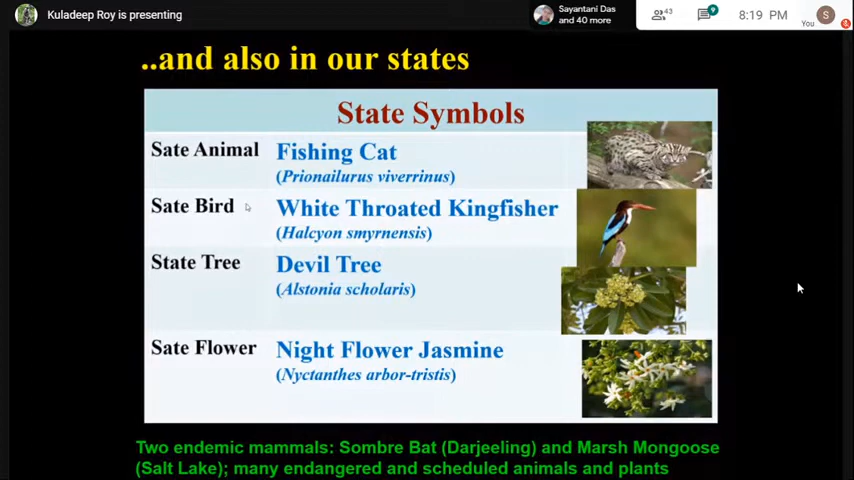 Kuladeep Roy is presenting
Sayantani Das
and 40 more
43
9
8:19 PM
You
S
..and also in our states
State Symbols
Sate Animal
Fishing Cat
(Prionailurus viverrinus)
Sate Bird
White Throated Kingfisher
(Halcyon smyrnensis)
State Tree
Devil Tree
(Alstonia scholaris)
Sate Flower
Night Flower Jasmine
(Nyctanthes arbor-tristis)
Two endemic mammals: Sombre Bat (Darjeeling) and Marsh Mongoose
(Salt Lake); many endangered and scheduled animals and plants